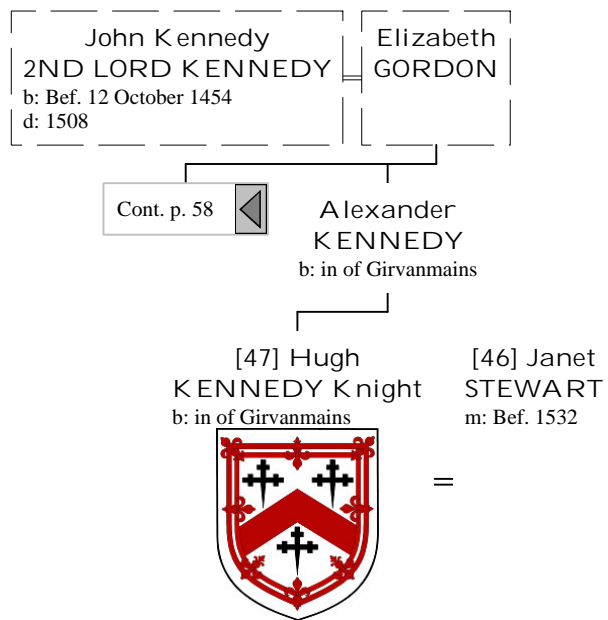 John Kennedy
2ND LORD KENNEDY
b: Bef. 12 October 1454
d: 1508
Elizabeth
GORDON
Cont. p. 58
Alexander
KENNEDY
b: in of Girvanmains
[47] Hugh
KENNEDY Knight
b: in of Girvanmains
[46] Janet
STEWART
m: Bef. 1532
=